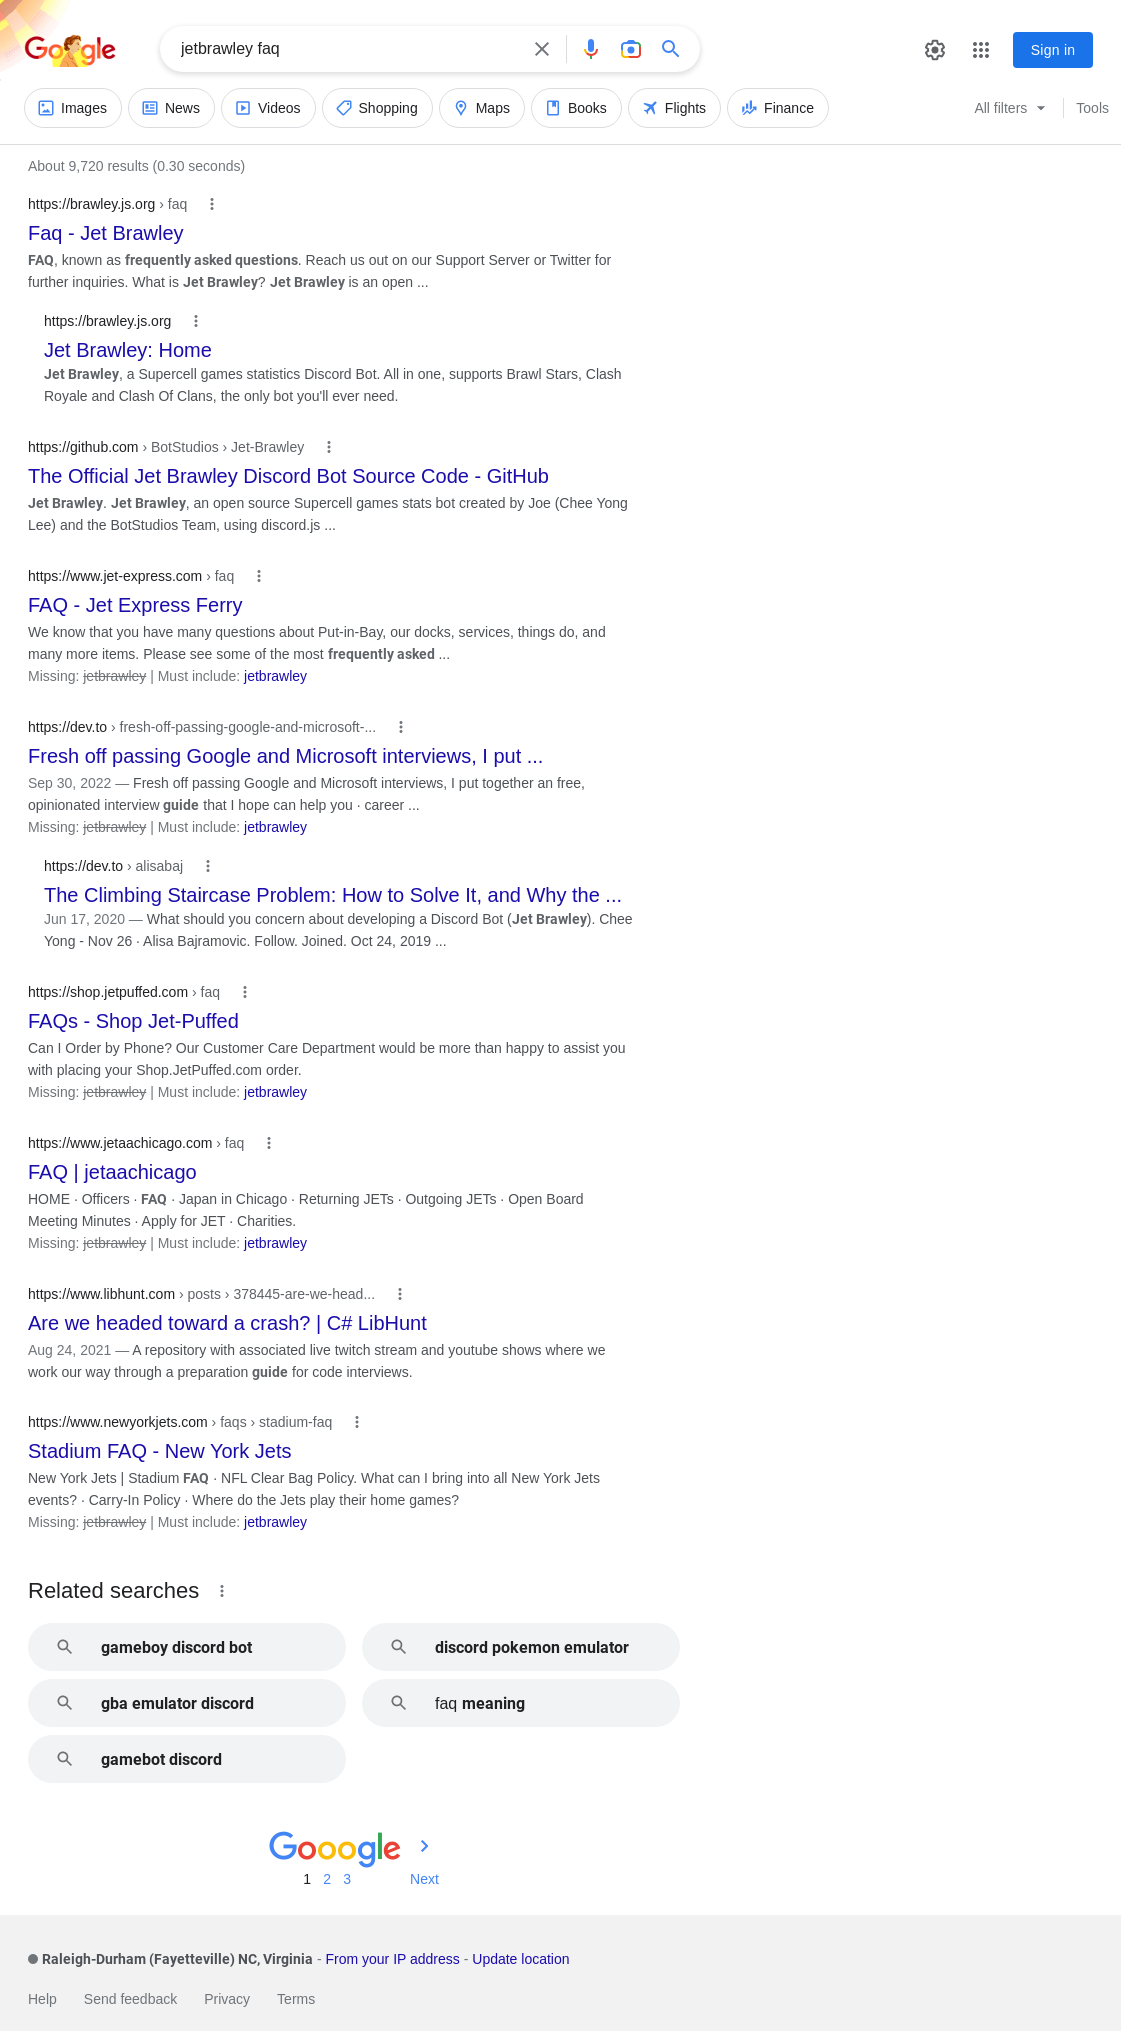 Google
jetbrawley faq
Sign in
Images
News
Videos
Shopping
Maps
Books
Flights
Finance
All filters
Tools
About 9,720 results (0.30 seconds)
https://brawley.js.org › faq
Faq - Jet Brawley
FAQ, known as frequently asked questions. Reach us out on our Support Server or Twitter for
further inquiries. What is Jet Brawley? Jet Brawley is an open ...
https://brawley.js.org
Jet Brawley: Home
Jet Brawley, a Supercell games statistics Discord Bot. All in one, supports Brawl Stars, Clash
Royale and Clash Of Clans, the only bot you'll ever need.
https://github.com › BotStudios › Jet-Brawley
The Official Jet Brawley Discord Bot Source Code - GitHub
Jet Brawley. Jet Brawley, an open source Supercell games stats bot created by Joe (Chee Yong
Lee) and the BotStudios Team, using discord.js ...
https://www.jet-express.com › faq
FAQ - Jet Express Ferry
We know that you have many questions about Put-in-Bay, our docks, services, things do, and
many more items. Please see some of the most frequently asked ...
Missing: jetbrawley | Must include: jetbrawley
https://dev.to › fresh-off-passing-google-and-microsoft-...
Fresh off passing Google and Microsoft interviews, I put ...
Sep 30, 2022 — Fresh off passing Google and Microsoft interviews, I put together an free,
opinionated interview guide that I hope can help you · career ...
Missing: jetbrawley | Must include: jetbrawley
https://dev.to › alisabaj
The Climbing Staircase Problem: How to Solve It, and Why the ...
Jun 17, 2020 — What should you concern about developing a Discord Bot (Jet Brawley). Chee
Yong - Nov 26 · Alisa Bajramovic. Follow. Joined. Oct 24, 2019 ...
https://shop.jetpuffed.com › faq
FAQs - Shop Jet-Puffed
Can I Order by Phone? Our Customer Care Department would be more than happy to assist you
with placing your Shop.JetPuffed.com order.
Missing: jetbrawley | Must include: jetbrawley
https://www.jetaachicago.com › faq
FAQ | jetaachicago
HOME · Officers · FAQ · Japan in Chicago · Returning JETs · Outgoing JETs · Open Board
Meeting Minutes · Apply for JET · Charities.
Missing: jetbrawley | Must include: jetbrawley
https://www.libhunt.com › posts › 378445-are-we-head...
Are we headed toward a crash? | C# LibHunt
Aug 24, 2021 — A repository with associated live twitch stream and youtube shows where we
work our way through a preparation guide for code interviews.
https://www.newyorkjets.com › faqs › stadium-faq
Stadium FAQ - New York Jets
New York Jets | Stadium FAQ · NFL Clear Bag Policy. What can I bring into all New York Jets
events? · Carry-In Policy · Where do the Jets play their home games?
Missing: jetbrawley | Must include: jetbrawley
Related searches
gameboy discord bot
discord pokemon emulator
gba emulator discord
faq meaning
gamebot discord
Gooogle
1 2 3 Next
Raleigh-Durham (Fayetteville) NC, Virginia - From your IP address - Update location
Help Send feedback Privacy Terms